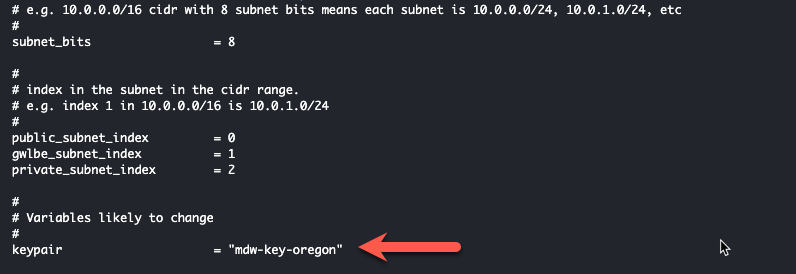 # e.g. 10.0.0.0/16 cidr with 8 subnet bits means each subnet is 10.0.0.0/24, 10.0.1.0/24, etc
#
subnet_bits = 8
#
# index in the subnet in the cidr range.
# e.g. index 1 in 10.0.0.0/16 is 10.0.1.0/24
#
public_subnet_index = 0
gwlbe_subnet_index = 1
private_subnet_index = 2
#
# Variables likely to change
#
keypair = "mdw-key-oregon"